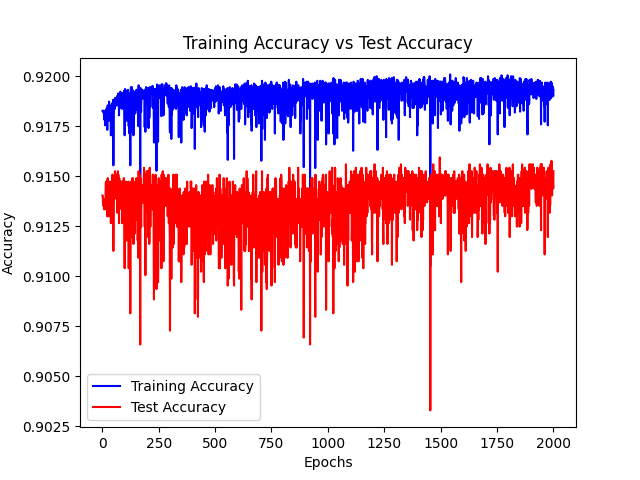 Training Accuracy vs Test Accuracy
0.9200
0.9175
0.9150
0.9125
0.9100
0.9075
0.9050
0.9025
Accuracy
Training Accuracy
Test Accuracy
0 250 500 750 1000 1250 1500 1750 2000
Epochs